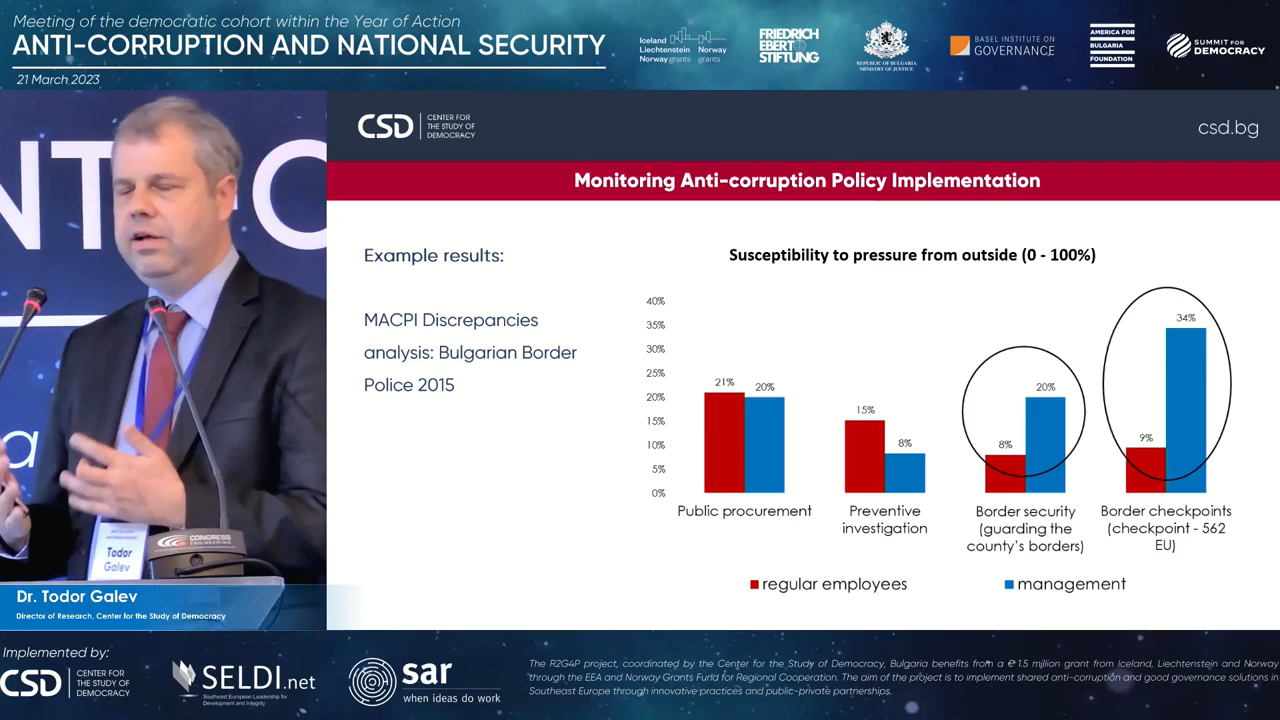 Meeting of the democratic cohort within the Year of Action
ANTI-CORRUPTION AND NATIONAL SECURITY
21 March 2023
Iceland
Liechtenstein Norway
Norway grants grants
FRIEDRICH
EBERT
STIFTUNG
REPUBLIC OF BULGARIA
MINISTRY OF JUSTICE
BASEL INSTITUTE ON
GOVERNANCE
AMERICA FOR
BULGARIA
FOUNDATION
SUMMIT FOR
DEMOCRACY
CSD
CENTER FOR
THE STUDY OF
DEMOCRACY
csd.bg
Monitoring Anti-corruption Policy Implementation
Example results:
MACPI Discrepancies
analysis: Bulgarian Border
Police 2015
Susceptibility to pressure from outside (0 - 100%)
40%
35%
30%
25%
20%
15%
10%
5%
0%
21%
20%
15%
8%
8%
20%
9%
34%
Public procurement
Preventive
investigation
Border security
(guarding the
county's borders)
Border checkpoints
(checkpoint - 562
EU)
regular employees
management
CONGRESS
ENGINEERING
Todor
Galev
Dr. Todor Galev
Director of Research, Center for the Study of Democracy
Implemented by:
CSD
CENTER FOR
THE STUDY OF
DEMOCRACY
SELDI.net
Southeast European Leadership for
Development and Integrity
sar
when ideas do work
The R2G4P project, coordinated by the Center for the Study of Democracy, Bulgaria benefits from a € 1.5 million grant from Iceland, Liechtenstein and Norway
through the EEA and Norway Grants Fund for Regional Cooperation. The aim of the project is to implement shared anti-corruption and good governance solutions in
Southeast Europe through innovative practices and public-private partnerships.